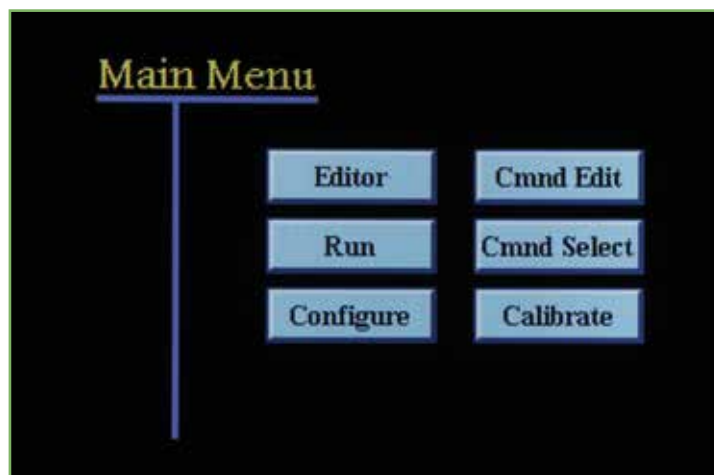 Main Menu
Editor
Cmnd Edit
Run
Cmnd Select
Configure
Calibrate